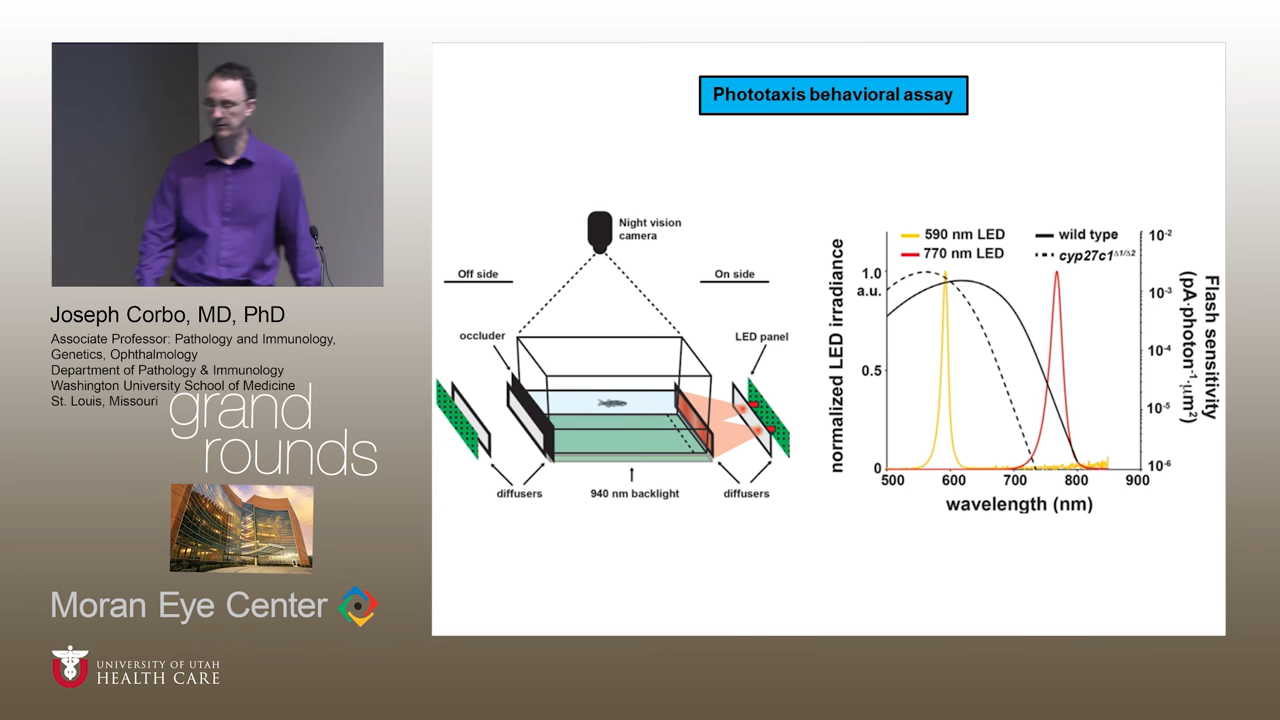 Joseph Corbo, MD, PhD
Associate Professor: Pathology and Immunology,
Genetics, Ophthalmology
Department of Pathology & Immunology
Washington University School of Medicine
St. Louis, Missouri
grand
rounds
Moran Eye Center
UNIVERSITY OF UTAH
HEALTH CARE
U
Phototaxis behavioral assay
Night vision
camera
Off side
On side
occluder
LED panel
diffusers
940 nm backlight
diffusers
590 nm LED
770 nm LED
wild type
cyp27c1Δ1/Δ2
normalized LED irradiance
1.0
a.u.
0.5
0
500
600
700
800
900
wavelength (nm)
10-2
10-3
10-4
10-5
10-6
Flash sensitivity
(pA·photon-1·μm2)